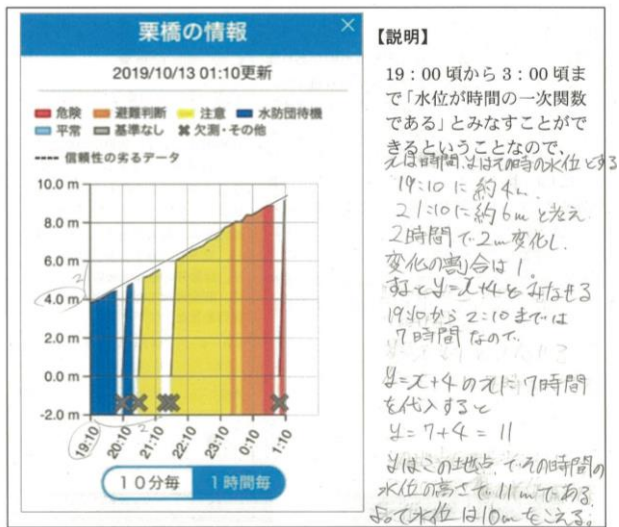 栗橋の情報
×
2019/10/13 01:10更新
危険 避難判断 注意 水防団待機
平常 基準なし ✖ 欠測・その他
---- 信頼性の劣るデータ
10.0 m
8.0 m
6.0 m
4.0 m
2.0 m
0.0 m
-2.0 m
2
2
19:10
20:10
21:10
22:10
23:10
0:10
1:10
10分毎 1時間毎
【説明】
19：00頃から3：00頃ま
で「水位が時間の一次関数
である」とみなすことがで
きるということなので、
xは時間、yはその時の水位とする
19:10に約4m、
21:10に約6mと考え
2時間で2m変化し、
変化の割合は1。
するとy=x+4とみなせる
19:10から2:10までは
7時間なので
y=x+4のxに7時間
を代入すると
y=7+4=11
yはこの地点でその時間の
水位の高さで11mである
よって水位は10mをこえる。